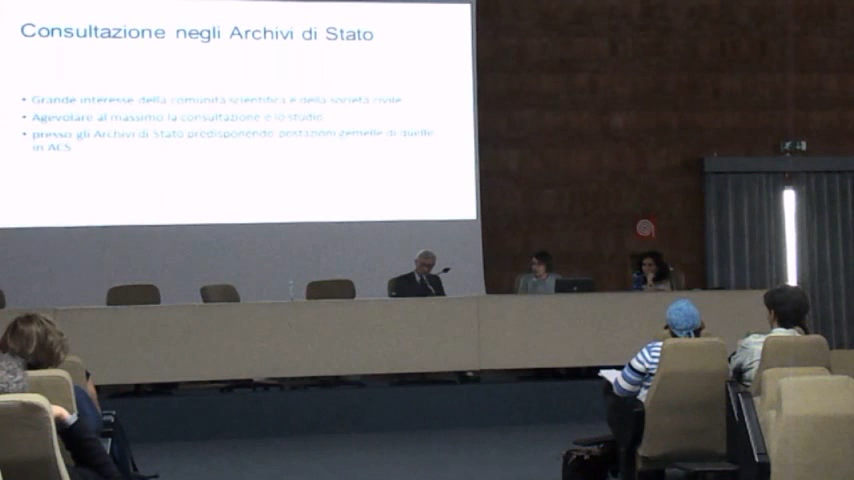 Consultazione negli Archivi di Stato
• Grande interesse della comunità scientifica e della società civile
• Agevolare al massimo la consultazione e lo studio
• presso gli Archivi di Stato predisponendo postazioni gemelle di quelle
in ACS